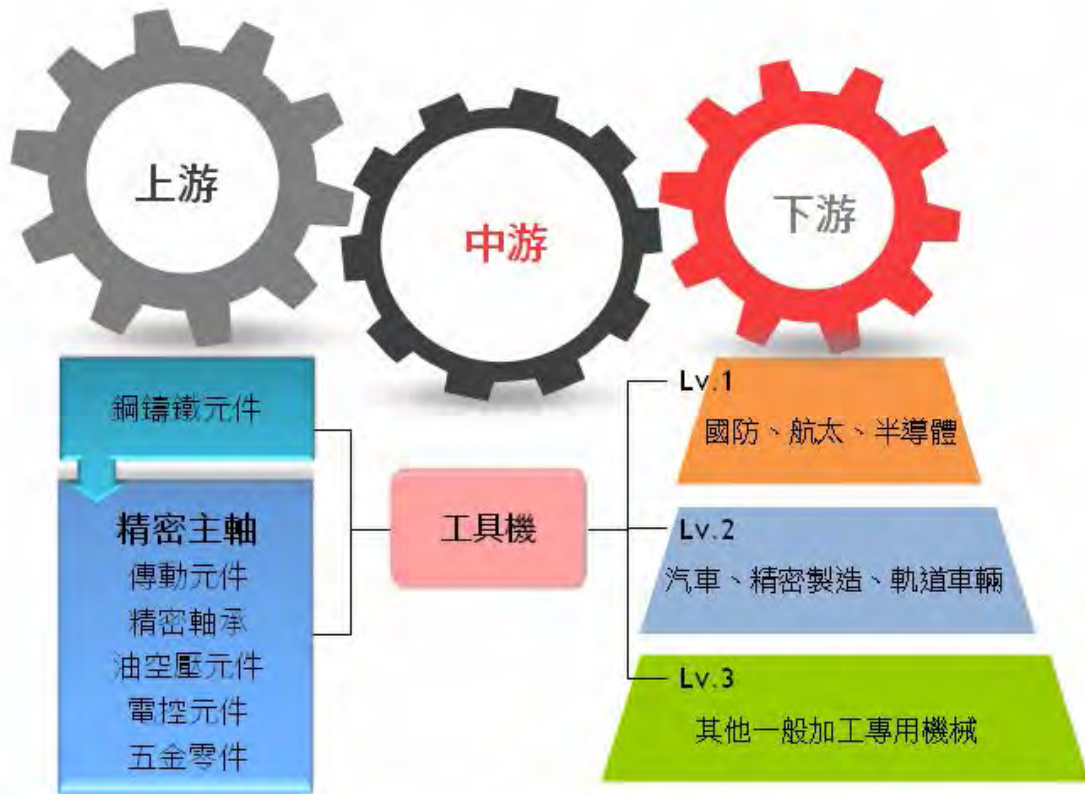 上游
中游
下游
鋼鑄鐵元件
精密主軸
傳動元件
精密軸承
油空壓元件
電控元件
五金零件
工具機
Lv.1
國防、航太、半導體
Lv.2
汽車、精密製造、軌道車輛
Lv.3
其他一般加工專用機械